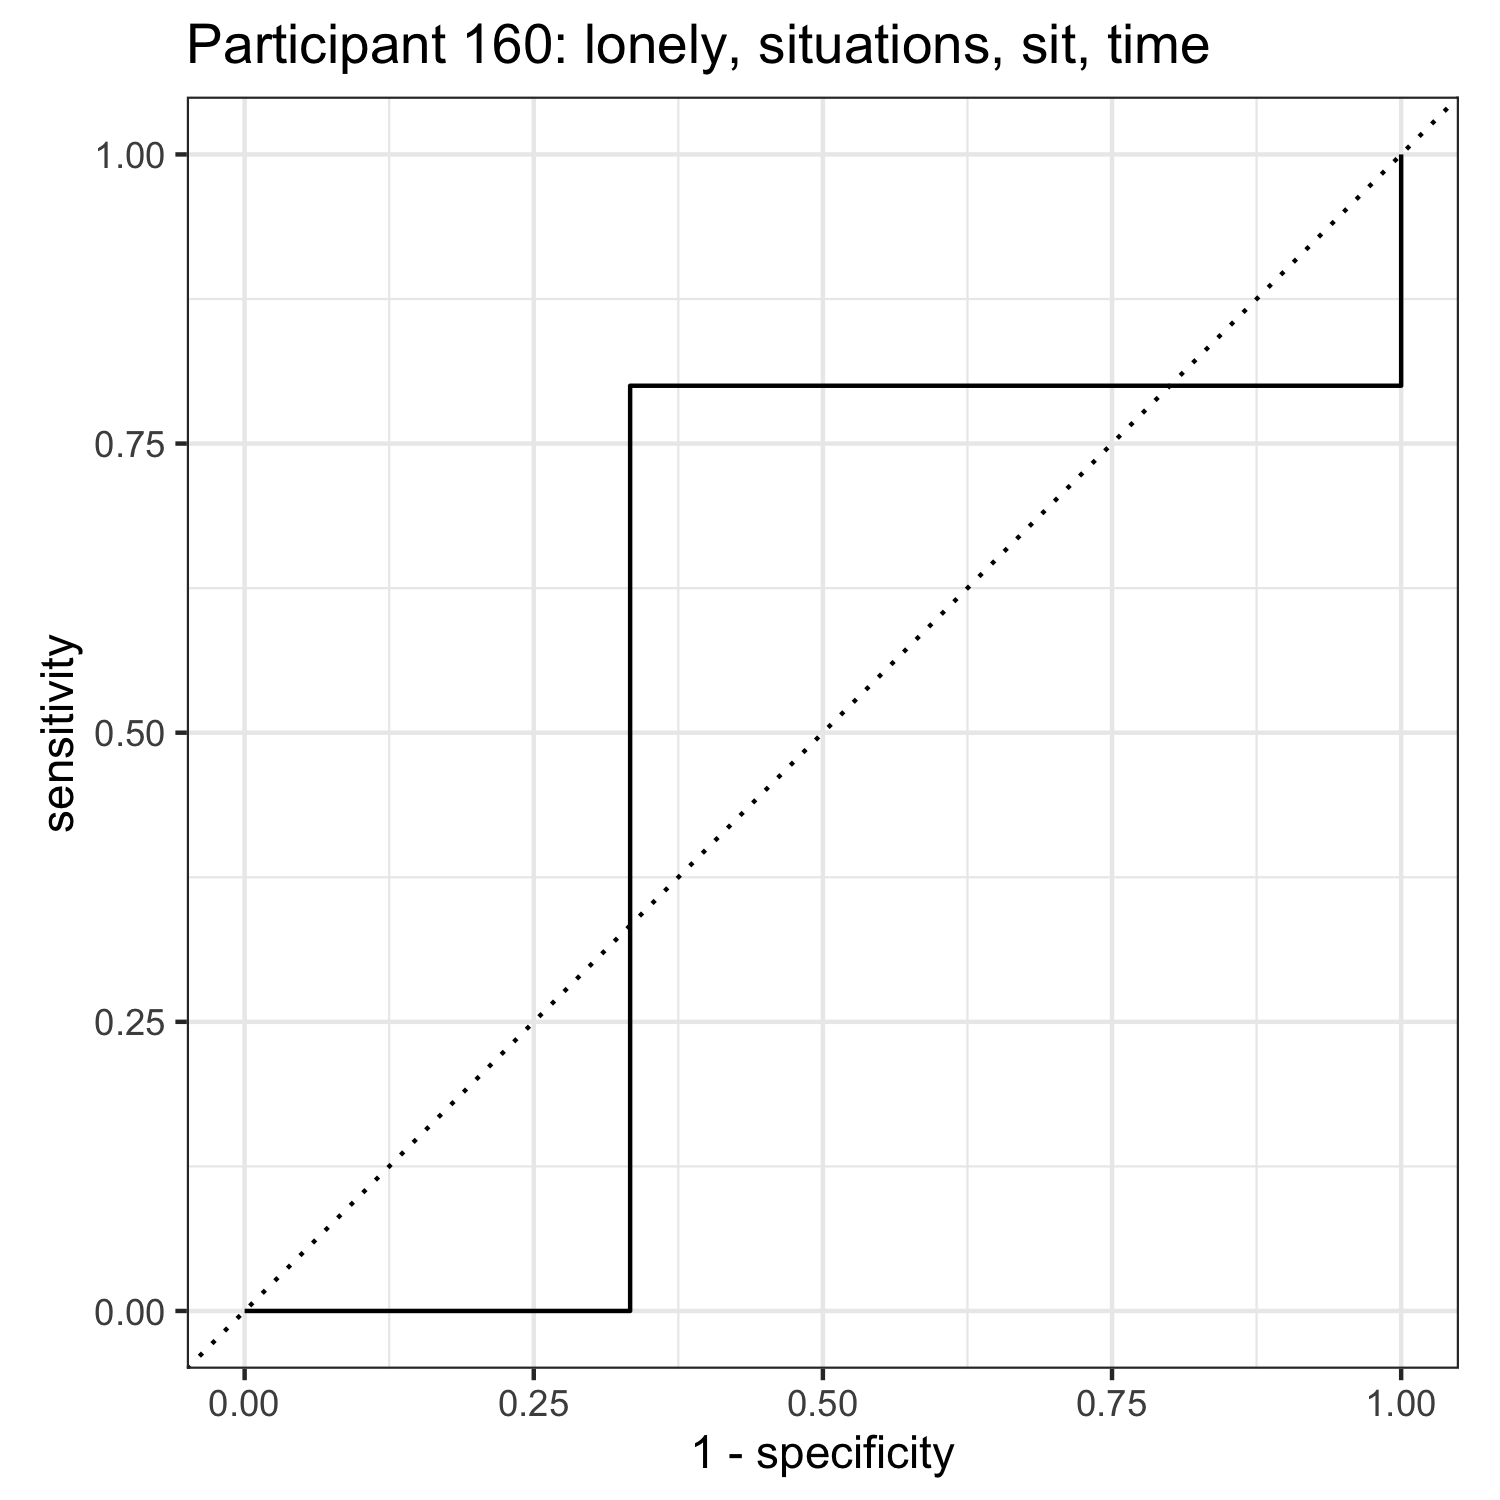 Participant 160: lonely, situations, sit, time
1.00
0.75
0.50
0.25
0.00
sensitivity
0.00 0.25 0.50 0.75 1.00
1 - specificity